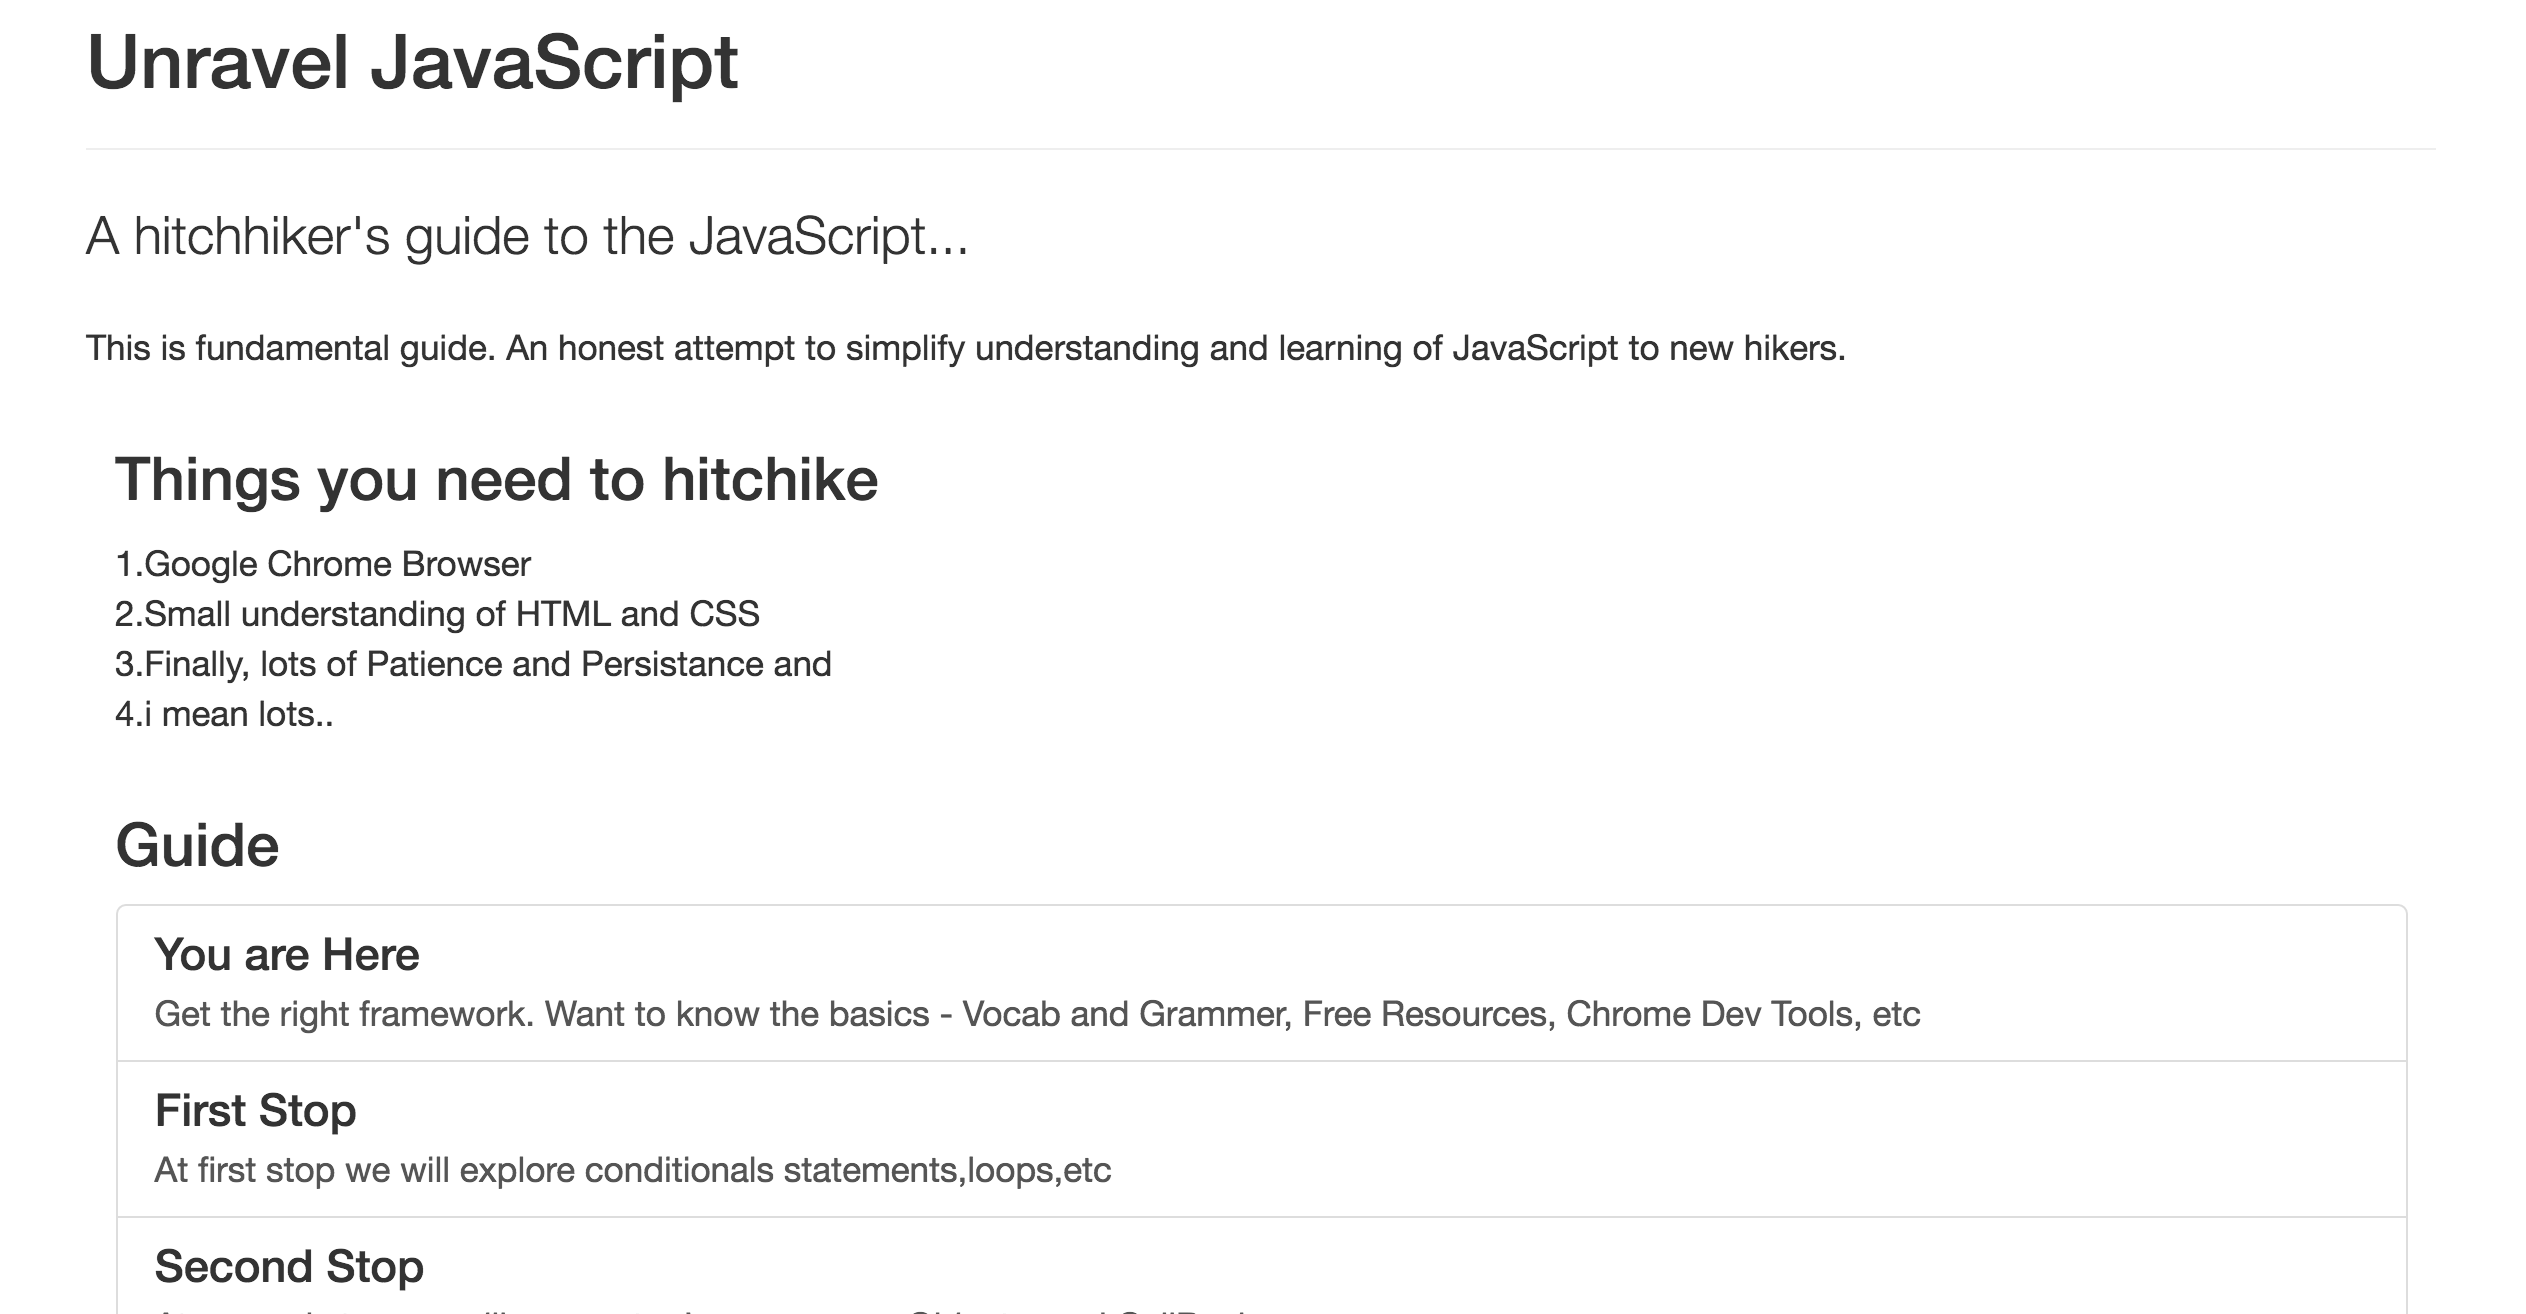 Unravel JavaScript
A hitchhiker's guide to the JavaScript...
This is fundamental guide. An honest attempt to simplify understanding and learning of JavaScript to new hikers.
Things you need to hitchike
1.Google Chrome Browser
2.Small understanding of HTML and CSS
3.Finally, lots of Patience and Persistance and
4.i mean lots..
Guide
You are Here
Get the right framework. Want to know the basics - Vocab and Grammer, Free Resources, Chrome Dev Tools, etc
First Stop
At first stop we will explore conditionals statements,loops,etc
Second Stop